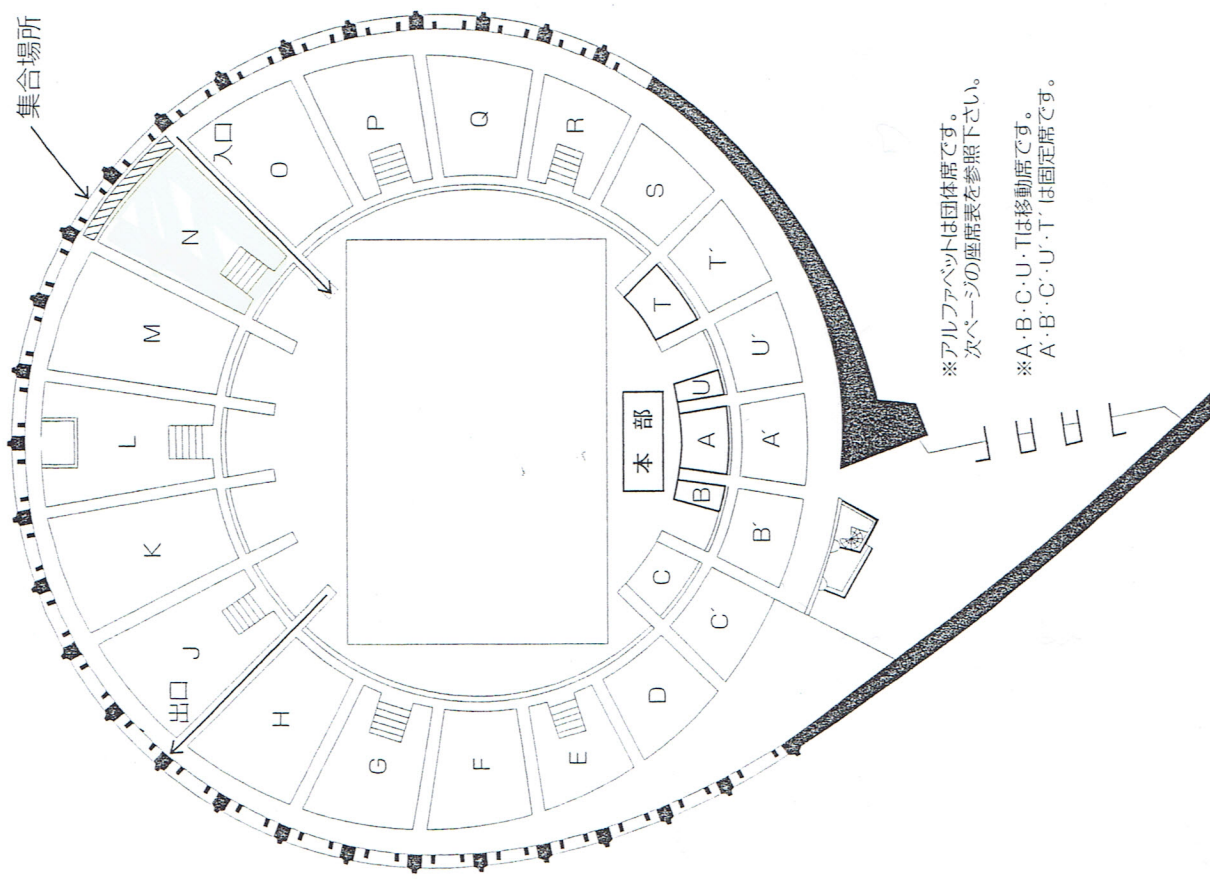 集合場所
入口
出口
A'
B'
C'
D
E
F
G
H
J
K
L
M
N
O
P
Q
R
S
T'
U'
A
B
C
T
U
本部
※アルファベットは団体席です。
次ページの座席表を参照下さい。
※A・B・C・U・Tは移動席です。
A'・B'・C'・U'・T'は固定席です。